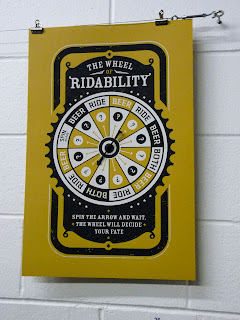 THE WHEEL
OF
RIDABILITY
SPIN
BEER
RIDE
BEER
RIDE
BEER
BOTH
BEER
RIDE
BOTH
RIDE
BEER
SPIN THE ARROW AND WAIT.
THE WHEEL WILL DECIDE
YOUR FATE